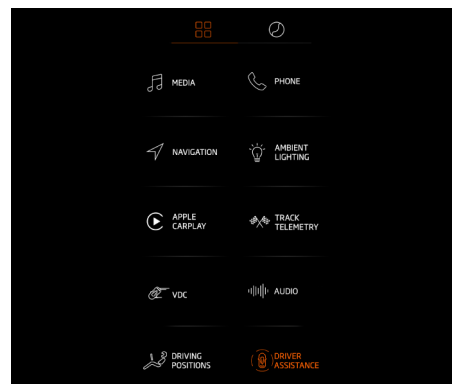 MEDIA
PHONE
NAVIGATION
AMBIENT
LIGHTING
APPLE
CARPLAY
TRACK
TELEMETRY
VDC
AUDIO
DRIVING
POSITIONS
DRIVER
ASSISTANCE